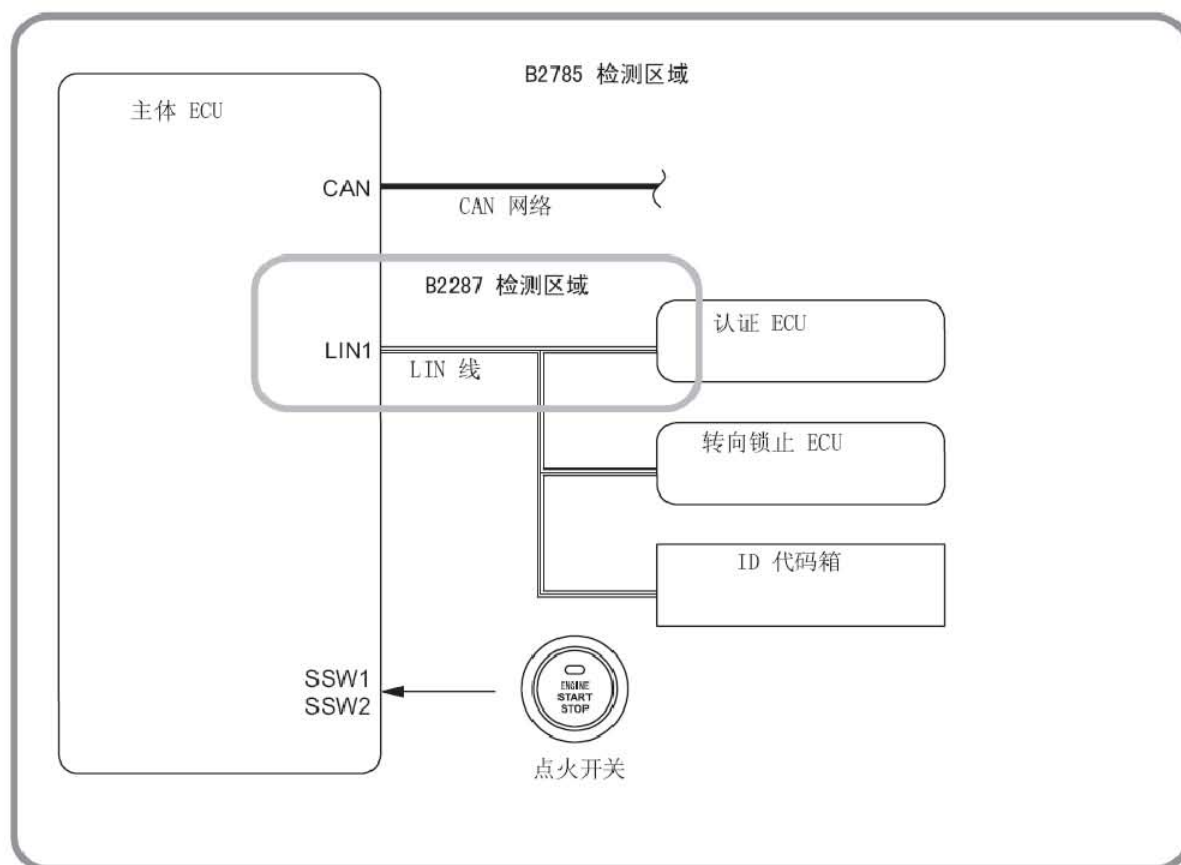 B2785 检测区域
主体 ECU
CAN
CAN 网络
B2287 检测区域
认证 ECU
LIN1
LIN 线
转向锁止 ECU
ID 代码箱
SSW1
SSW2
ENGINE
START
STOP
点火开关